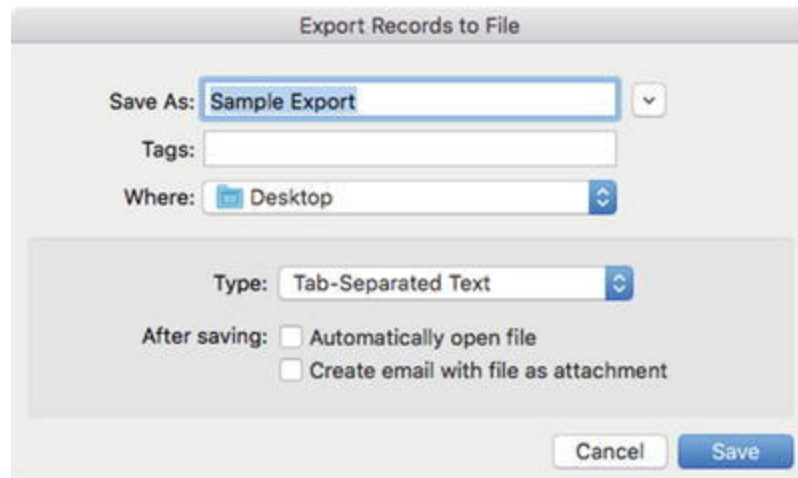 Export Records to File
Save As: Sample Export
Tags:
Where: Desktop
Type: Tab-Separated Text
After saving: Automatically open file
Create email with file as attachment
Cancel Save